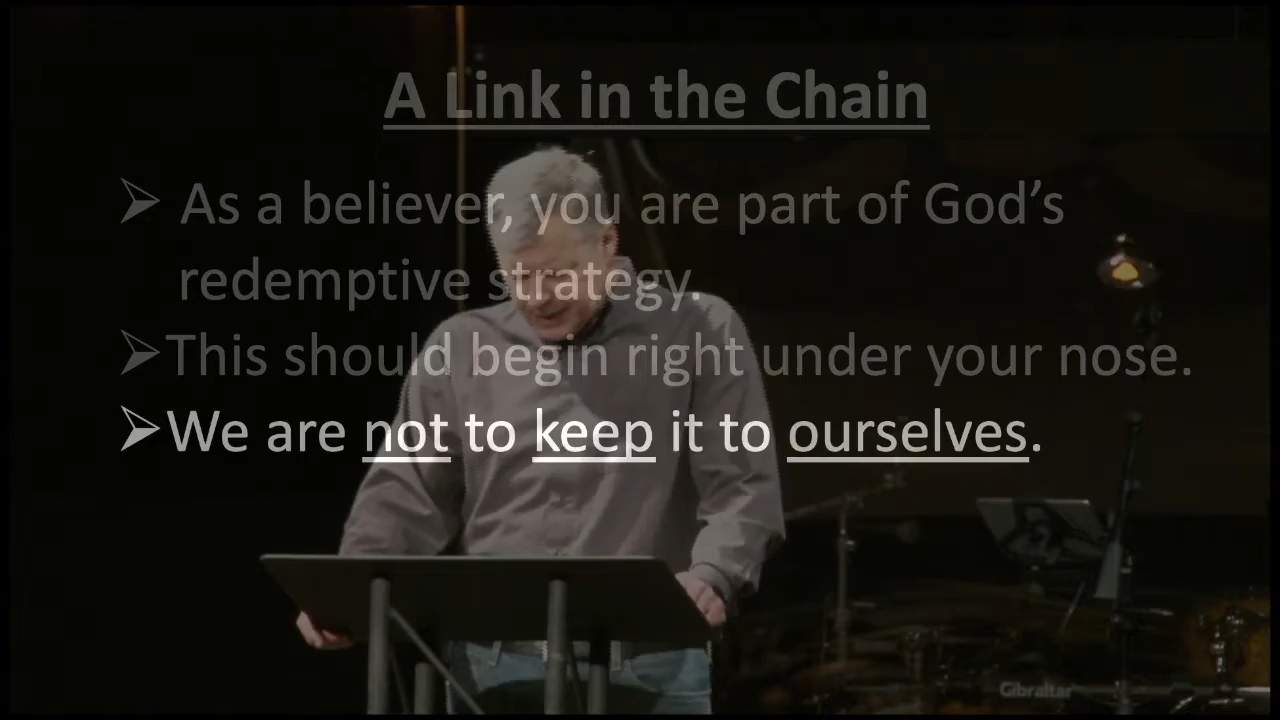 A Link in the Chain
➢ As a believer, you are part of God’s
redemptive strategy.
➢This should begin right under your nose.
➢We are not to keep it to ourselves.
Gibraltar